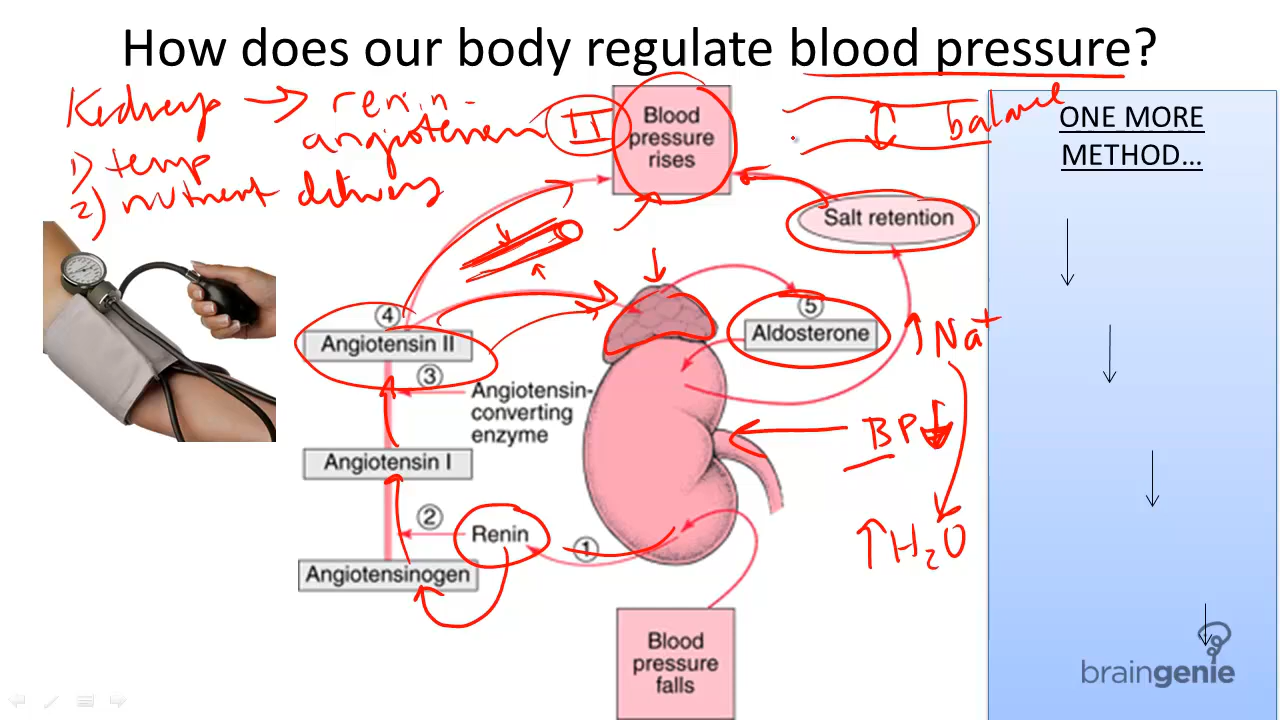 How does our body regulate blood pressure?
Kidneys → renin-
angiotensin II
1) temp
2) nutrient delivery
Blood
pressure
rises
balance
ONE MORE
METHOD...
Salt retention
④
Angiotensin II
③
Angiotensin-
converting
enzyme
⑤
Aldosterone
↑ Na+
BP ↓
↑ H2O
Angiotensin I
②
Renin
①
Angiotensinogen
Blood
pressure
falls
braingenie